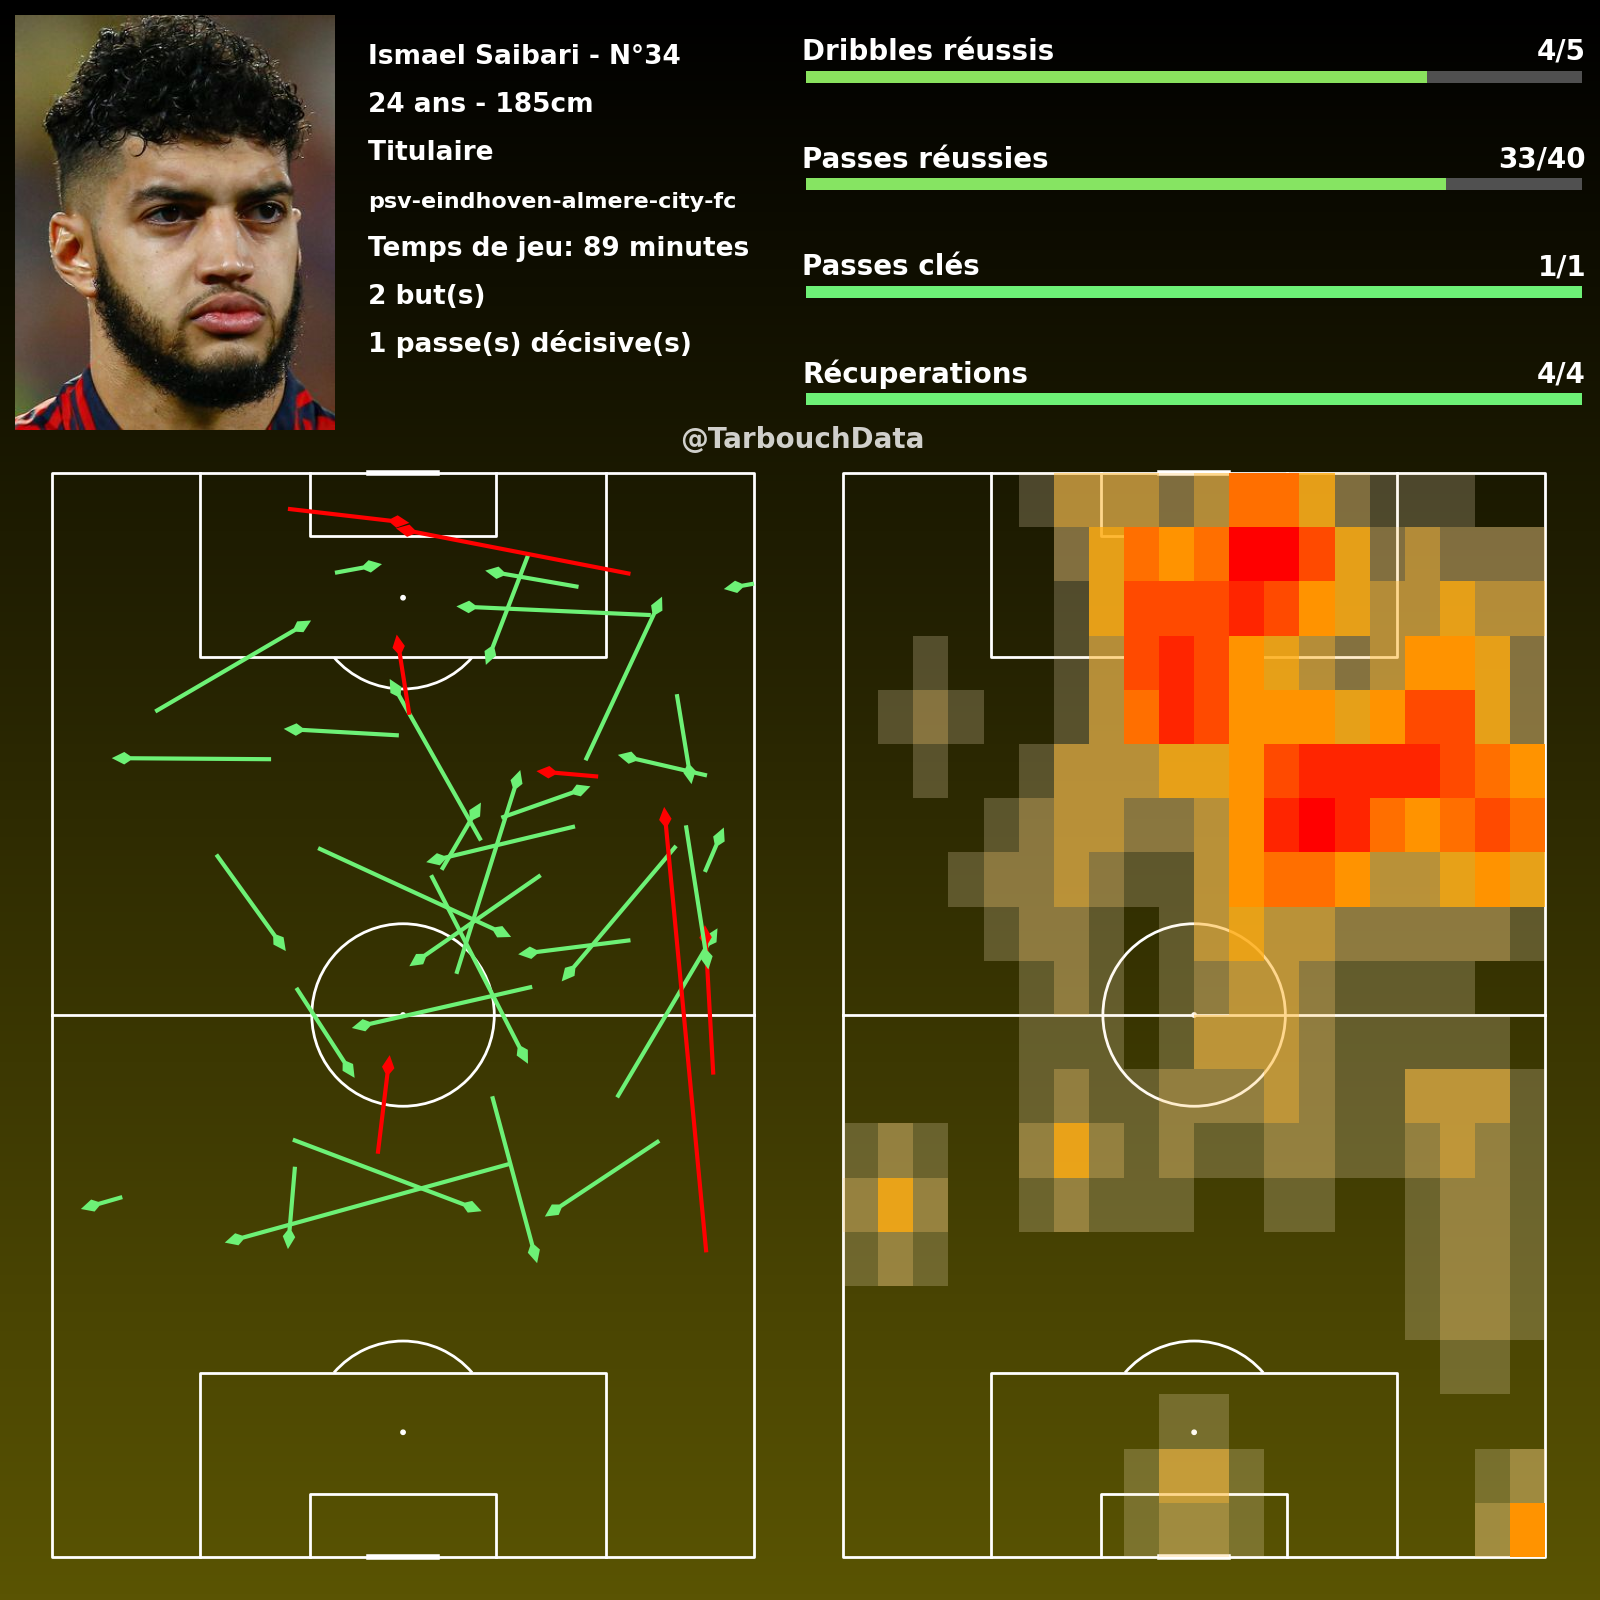 Ismael Saibari - N°34
24 ans - 185cm
Titulaire
psv-eindhoven-almere-city-fc
Temps de jeu: 89 minutes
2 but(s)
1 passe(s) décisive(s)
Dribbles réussis 4/5
Passes réussies 33/40
Passes clés 1/1
Récuperations 4/4
@TarbouchData